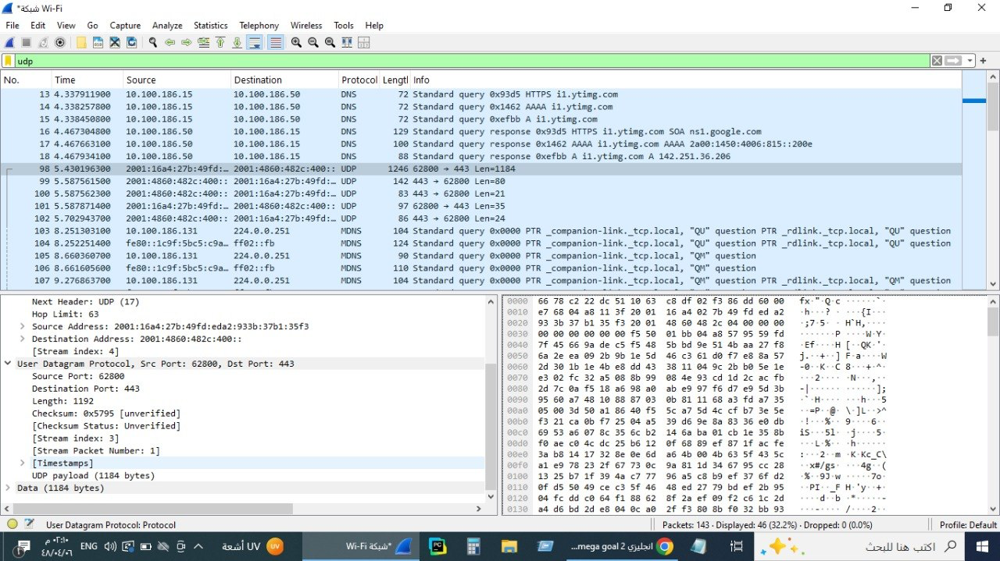 *شبكة Wi-Fi
File Edit View Go Capture Analyze Statistics Telephony Wireless Tools Help
udp
No. Time Source Destination Protocol Length Info
13 4.337911900 10.100.186.15 10.100.186.50 DNS 72 Standard query 0x93d5 HTTPS i1.ytimg.com
14 4.338257800 10.100.186.15 10.100.186.50 DNS 72 Standard query 0x1462 AAAA i1.ytimg.com
15 4.338450800 10.100.186.15 10.100.186.50 DNS 72 Standard query 0xefbb A i1.ytimg.com
16 4.467304800 10.100.186.50 10.100.186.15 DNS 129 Standard query response 0x93d5 HTTPS i1.ytimg.com SOA ns1.google.com
17 4.467663100 10.100.186.50 10.100.186.15 DNS 100 Standard query response 0x1462 AAAA i1.ytimg.com AAAA 2a00:1450:4006:815::200e
18 4.467934100 10.100.186.50 10.100.186.15 DNS 88 Standard query response 0xefbb A i1.ytimg.com A 142.251.36.206
98 5.430196300 2001:16a4:27b:49fd:… 2001:4860:482c:400:: UDP 1246 62800 → 443 Len=1184
99 5.587561500 2001:4860:482c:400:: 2001:16a4:27b:49fd:… UDP 142 443 → 62800 Len=80
100 5.587562300 2001:4860:482c:400:: 2001:16a4:27b:49fd:… UDP 83 443 → 62800 Len=21
101 5.587871400 2001:16a4:27b:49fd:… 2001:4860:482c:400:: UDP 97 62800 → 443 Len=35
102 5.702943700 2001:4860:482c:400:: 2001:16a4:27b:49fd:… UDP 86 443 → 62800 Len=24
103 8.251303100 10.100.186.131 224.0.0.251 MDNS 104 Standard query 0x0000 PTR _companion-link._tcp.local, "QU" question PTR _rdlink._tcp.local, "QU" question
104 8.252251400 fe80::1c9f:5bc5:c9a… ff02::fb MDNS 124 Standard query 0x0000 PTR _companion-link._tcp.local, "QU" question PTR _rdlink._tcp.local, "QU" question
105 8.660360700 10.100.186.131 224.0.0.251 MDNS 90 Standard query 0x0000 PTR _companion-link._tcp.local, "QM" question
106 8.661605600 fe80::1c9f:5bc5:c9a… ff02::fb MDNS 110 Standard query 0x0000 PTR _companion-link._tcp.local, "QM" question
107 9.276863700 10.100.186.131 224.0.0.251 MDNS 104 Standard query 0x0000 PTR _companion-link._tcp.local, "QM" question PTR _rdlink._tcp.local, "QM" question
Next Header: UDP (17)
Hop Limit: 63
Source Address: 2001:16a4:27b:49fd:eda2:933b:37b1:35f3
Destination Address: 2001:4860:482c:400::
[Stream index: 4]
User Datagram Protocol, Src Port: 62800, Dst Port: 443
Source Port: 62800
Destination Port: 443
Length: 1192
Checksum: 0x5795 [unverified]
[Checksum Status: Unverified]
[Stream index: 3]
[Stream Packet Number: 1]
[Timestamps]
UDP payload (1184 bytes)
Data (1184 bytes)
0000 66 78 c2 22 dc 51 10 63 c8 df 02 f3 86 dd 60 00
0010 e7 68 04 a8 11 3f 20 01 16 a4 02 7b 49 fd ed a2
0020 93 3b 37 b1 35 f3 20 01 48 60 48 2c 04 00 00 00
0030 00 00 00 00 00 00 f5 50 01 bb 04 a8 57 95 59 fd
0040 7f 45 66 9a de c5 f5 48 5b bd 9e 51 4b aa 27 f8
0050 6a 2e ea 09 2b 9b 1e 5d 46 c3 61 d0 f7 e8 8a 57
0060 2d 30 1b 1e 4b e8 dd 43 38 11 04 9c 2b b0 5e 1e
0070 e3 02 fc 32 a5 08 8b 99 08 4e 93 cd 1d 2c ac fb
0080 2d 7c 0a f5 18 a6 98 a0 ab e9 97 f6 d7 e9 5d 3b
0090 95 60 a7 48 10 88 87 03 0b 81 11 68 a3 fd a7 35
00a0 05 00 3d 50 a1 86 40 f5 5c a7 5d 4c cf b7 3e 5e
00b0 f3 21 ca 0b f7 25 04 a5 39 d6 9e 8a 83 36 e0 db
00c0 69 53 a6 07 8c 35 6c b2 14 6a ba 01 cb 1e 35 8b
00d0 f0 ae c0 4c dc 25 b6 12 0f 68 89 ef 87 1f ac fe
00e0 3a b8 14 17 32 8e 0e 6d a6 4b 00 4b 63 5f 43 5c
00f0 a1 e9 78 23 2f 67 73 0c 9a 81 1d 34 67 95 cc 28
0100 13 25 b7 1f 39 4a c7 77 96 a5 c8 b9 ef 37 6f d2
0110 0f d5 50 49 ce c3 5f 46 48 ed 27 79 bd ef 2b 95
0120 04 fc dd c0 64 f1 88 62 8f 2a ef 09 f2 c6 1c 2d
0130 a4 d6 bd 2d e8 04 0c a0 2f f3 80 8b f0 32 bb 93
User Datagram Protocol: Protocol
Packets: 143 · Displayed: 46 (32.2%) · Dropped: 0 (0.0%)
Profile: Default
٠٣:١٠ م
٤٨/٠٤/٠٦
ENG
أشعة UV
UV
*شبكة Wi-Fi
انجليزي 2 mega goal...
اكتب هنا للبحث